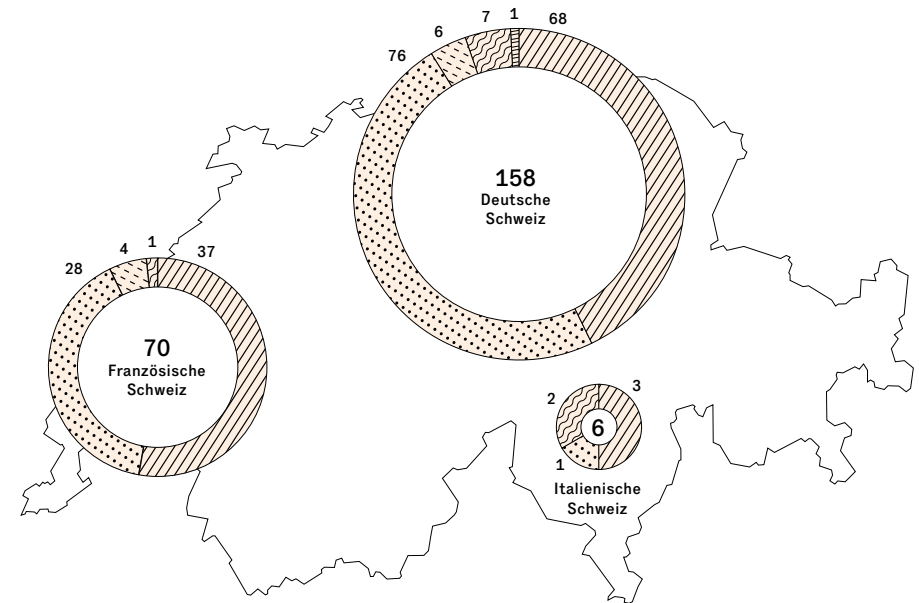 6
7
1
68
76
158
Deutsche
Schweiz
28
4
1
37
70
Französische
Schweiz
2
3
6
1
Italienische
Schweiz